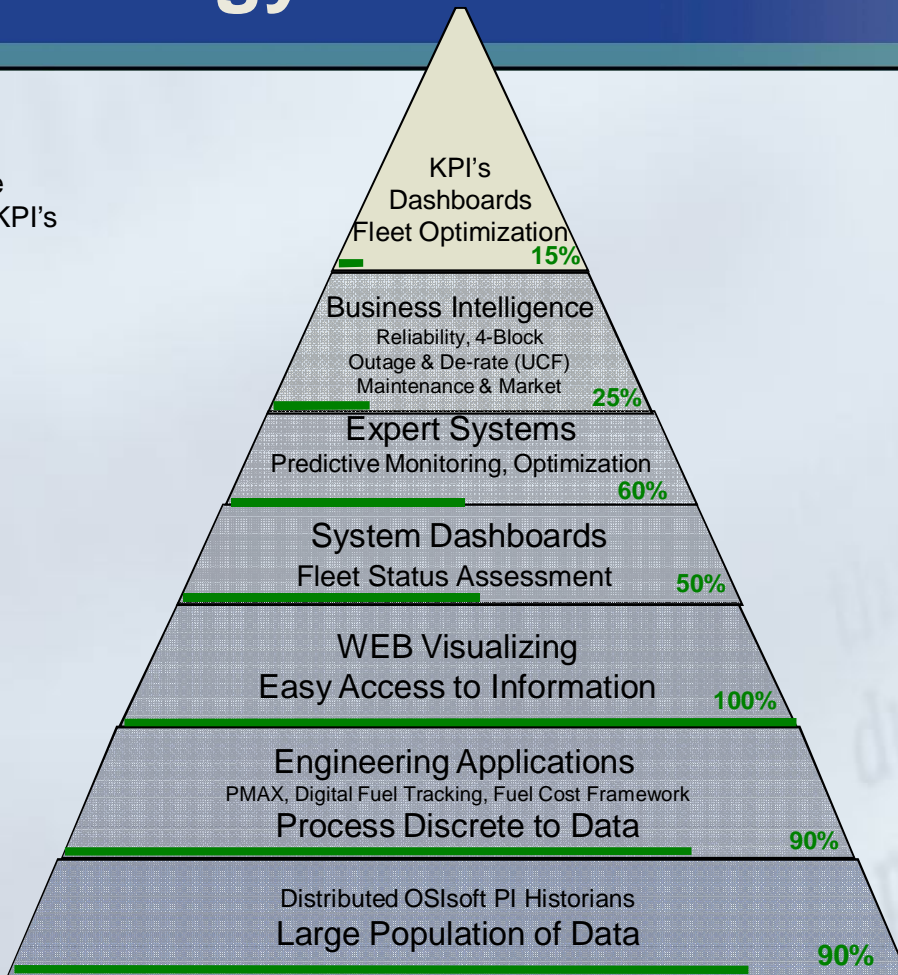 KPI's
KPI's
Dashboards
Fleet Optimization
15%
Business Intelligence
Reliability, 4-Block
Outage & De-rate (UCF)
Maintenance & Market
25%
Expert Systems
Predictive Monitoring, Optimization
60%
System Dashboards
Fleet Status Assessment
50%
WEB Visualizing
Easy Access to Information
100%
Engineering Applications
PMAX, Digital Fuel Tracking, Fuel Cost Framework
Process Discrete to Data
90%
Distributed OSIsoft PI Historians
Large Population of Data
90%